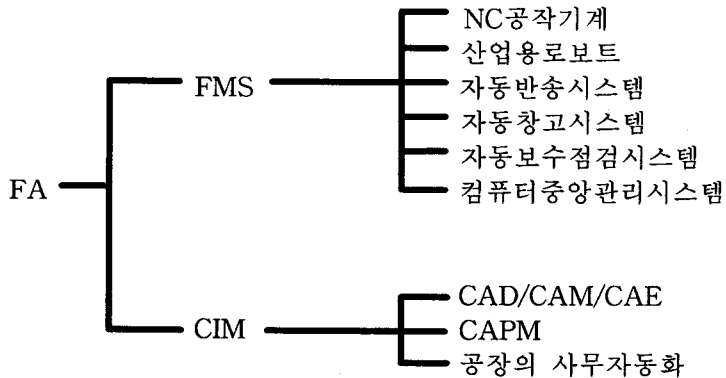 NC공작기계
산업용로보트
FMS
자동반송시스템
자동창고시스템
자동보수점검시스템
FA
컴퓨터중앙관리시스템
CAD/CAM/CAE
CIM
CAPM
공장의 사무자동화